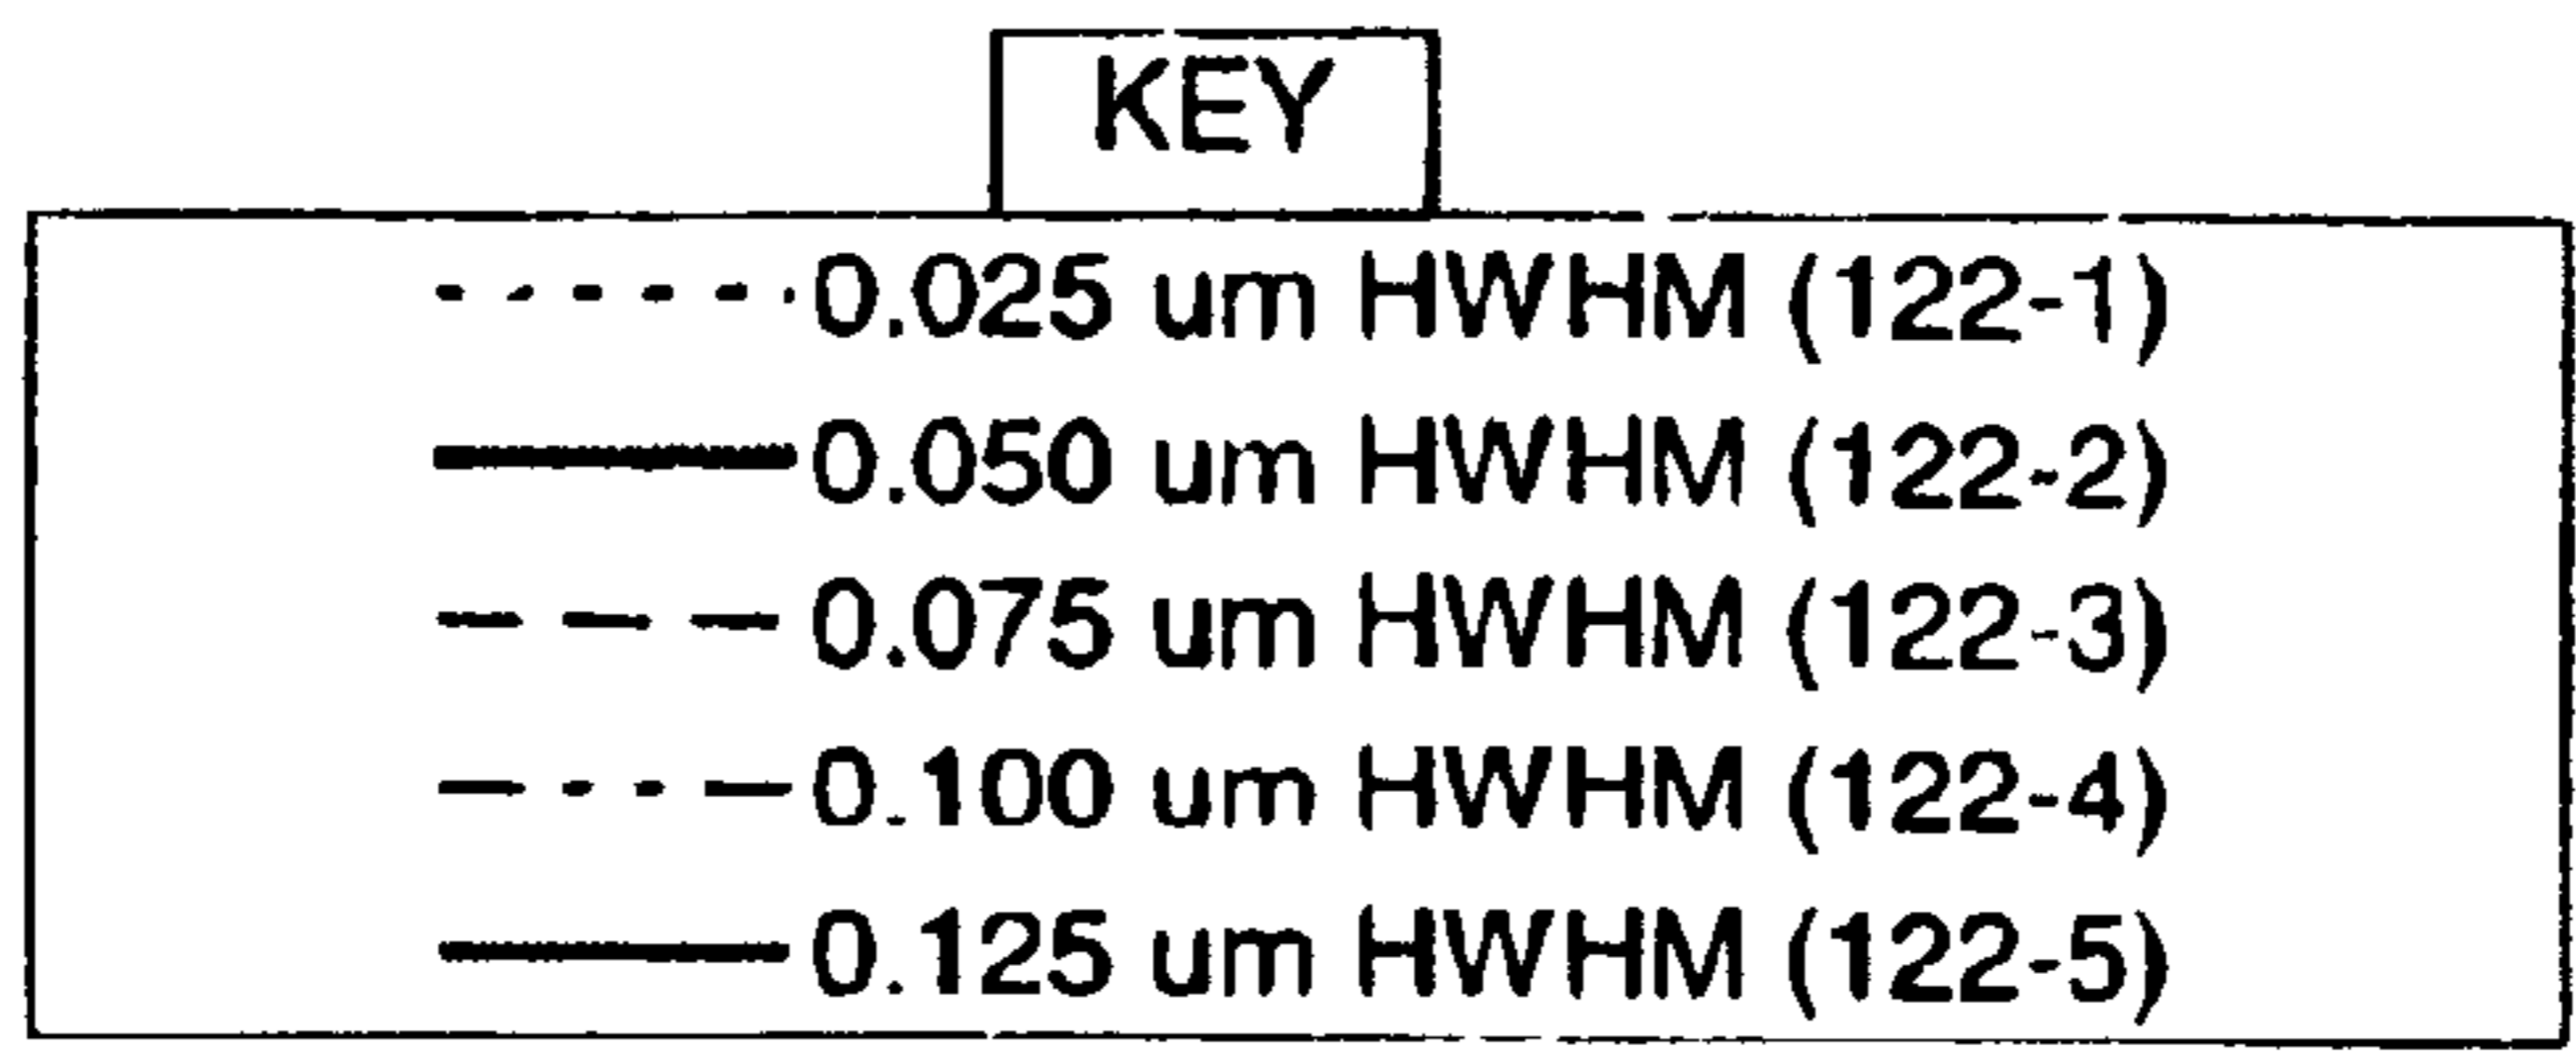 KEY
0.025 um HWHM (122-1)
0.050 um HWHM (122-2)
0.075 um HWHM (122-3)
0.100 um HWHM (122-4)
0.125 um HWHM (122-5)